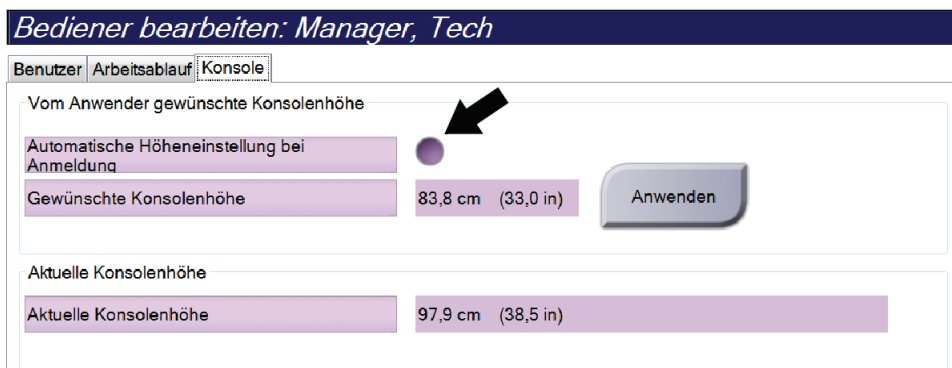 Bediener bearbeiten: Manager, Tech
Benutzer Arbeitsablauf Konsole
Vom Anwender gewünschte Konsolenhöhe
Automatische Höheneinstellung bei
Anmeldung
Gewünschte Konsolenhöhe 83,8 cm (33,0 in) Anwenden
Aktuelle Konsolenhöhe
Aktuelle Konsolenhöhe 97,9 cm (38,5 in)